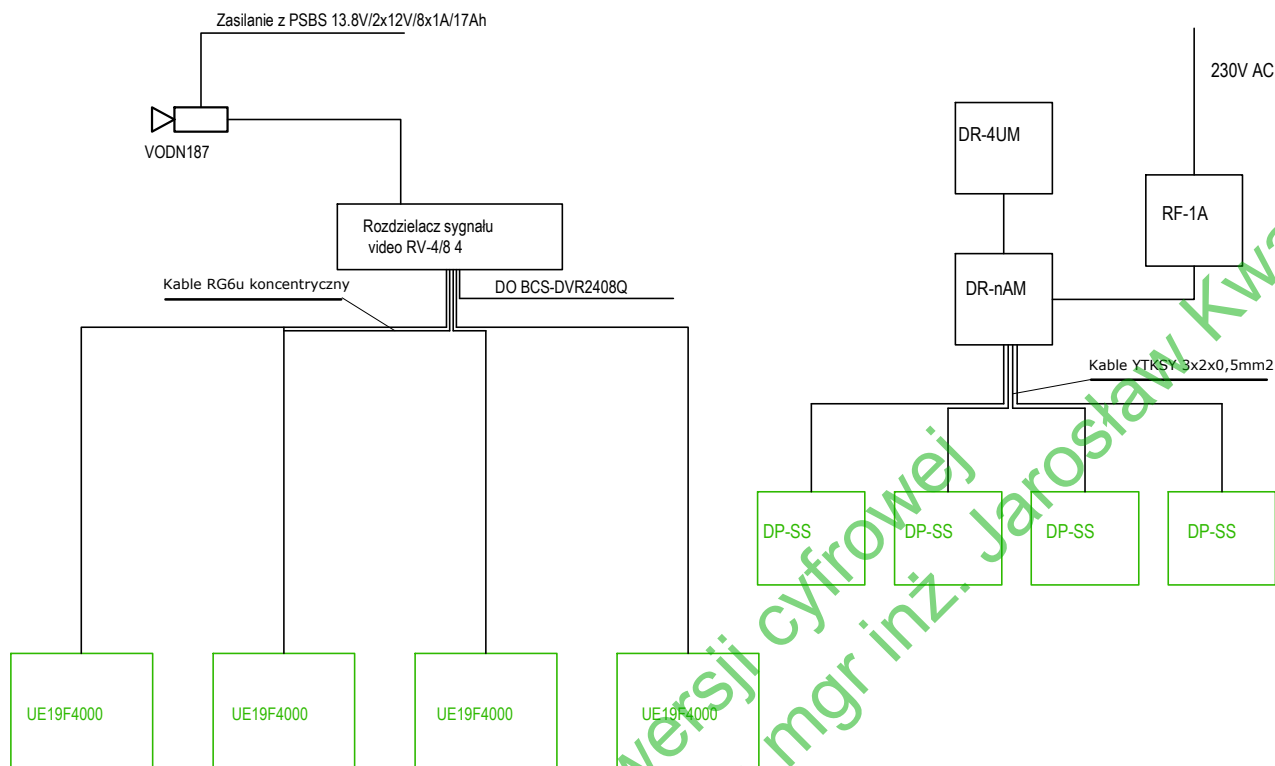 Zasilanie z PSBS 13.8V/2x12V/8x1A/17Ah
230V AC
VODN187
DR-4UM
Rozdzielacz sygnału
video RV-4/8 4
RF-1A
Kable RG6u koncentryczny
DO BCS-DVR2408Q
DR-nAM
Kable YTKSY 3x2x0,5mm2
DP-SS
DP-SS
DP-SS
DP-SS
UE19F4000
UE19F4000
UE19F4000
UE19F4000
wersji cyfrowej
mgr inż. Jarosław